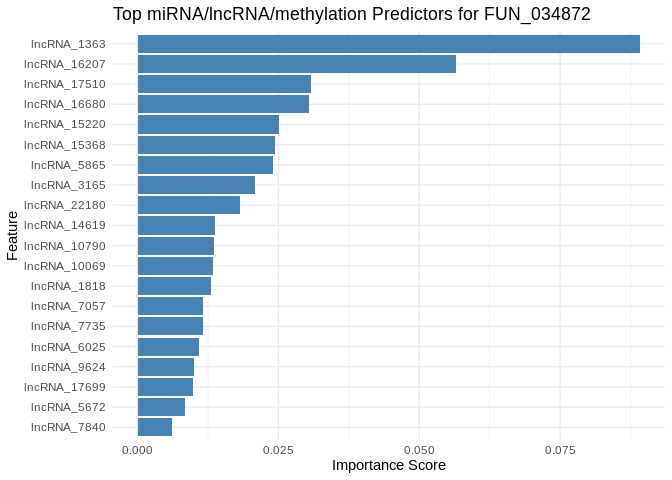 Top miRNA/lncRNA/methylation Predictors for FUN_034872
Feature
lncRNA_1363
lncRNA_16207
lncRNA_17510
lncRNA_16680
lncRNA_15220
lncRNA_15368
lncRNA_5865
lncRNA_3165
lncRNA_22180
lncRNA_14619
lncRNA_10790
lncRNA_10069
lncRNA_1818
lncRNA_7057
lncRNA_7735
lncRNA_6025
lncRNA_9624
lncRNA_17699
lncRNA_5672
lncRNA_7840
0.000 0.025 0.050 0.075
Importance Score